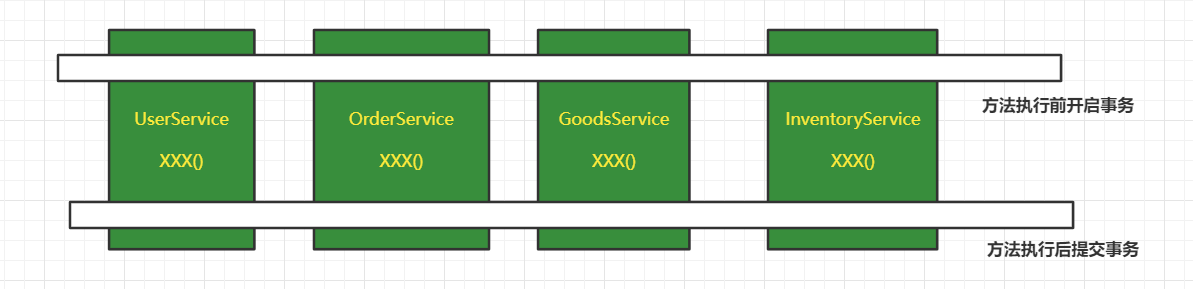 UserService
OrderService
GoodsService
InventoryService
方法执行前开启事务
XXX()
XXX()
XXX()
XXX()
方法执行后提交事务